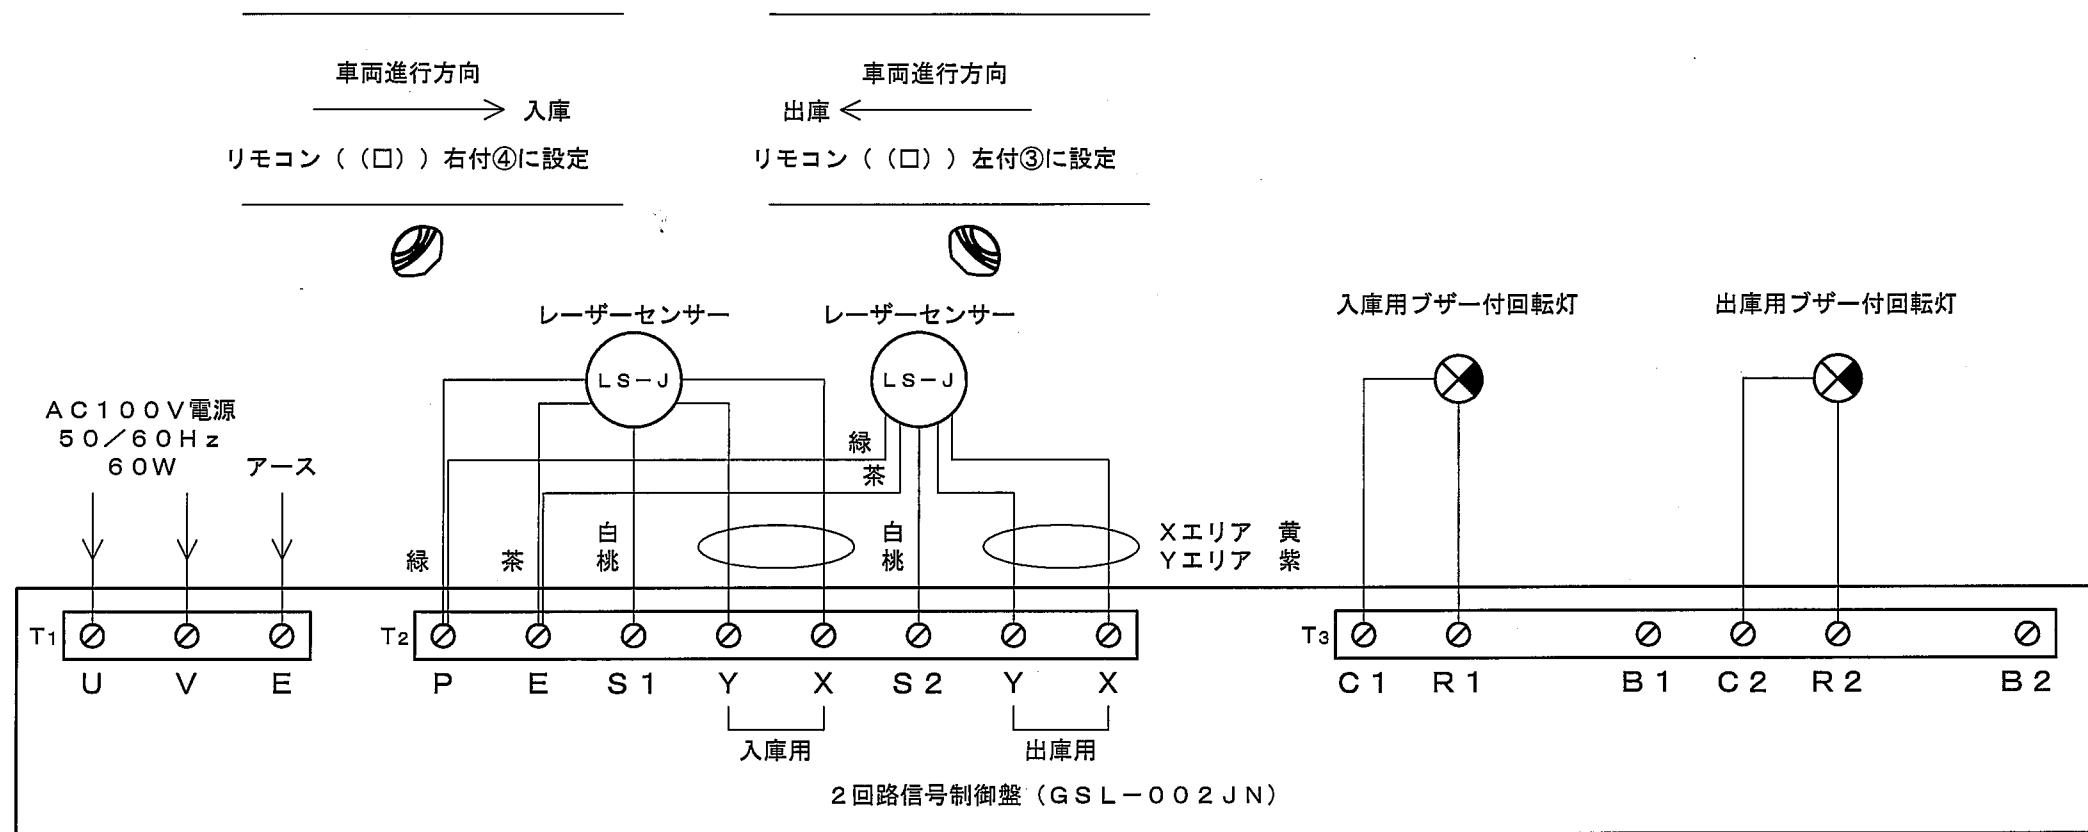 車両進行方向
入庫
リモコン（（□））右付④に設定
車両進行方向
出庫
リモコン（（□））左付③に設定
レーザーセンサー
レーザーセンサー
入庫用ブザー付回転灯
出庫用ブザー付回転灯
ＬＳ－Ｊ
ＬＳ－Ｊ
ＡＣ１００Ｖ電源
５０／６０Ｈｚ
６０Ｗ
アース
緑
茶
緑
茶
白
桃
白
桃
Ｘエリア　黄
Ｙエリア　紫
T1
T2
T3
U V E
P E S1 Y X S2 Y X
C1 R1 B1 C2 R2 B2
入庫用
出庫用
２回路信号制御盤（ＧＳＬ－００２ＪＮ）